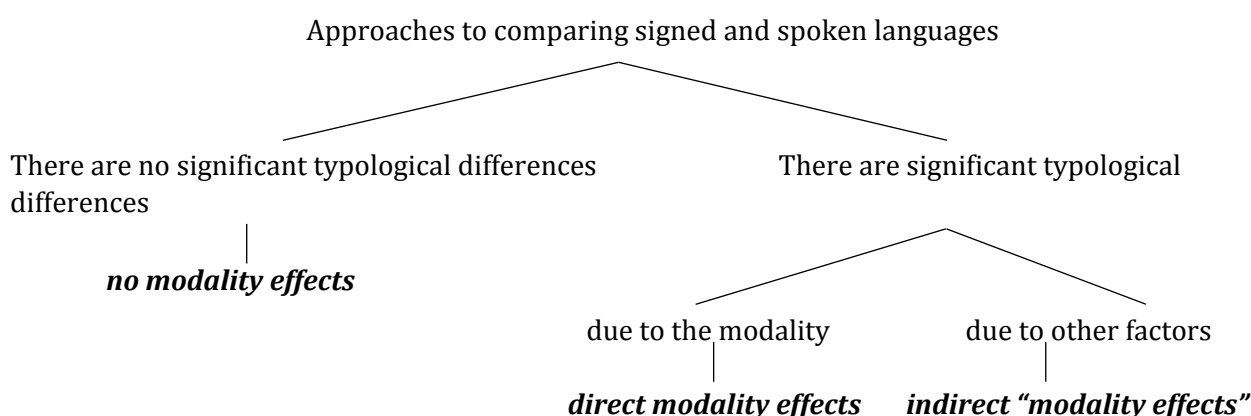 Approaches to comparing signed and spoken languages
There are no significant typological differences There are significant typological
differences
no modality effects
due to the modality due to other factors
direct modality effects indirect “modality effects”